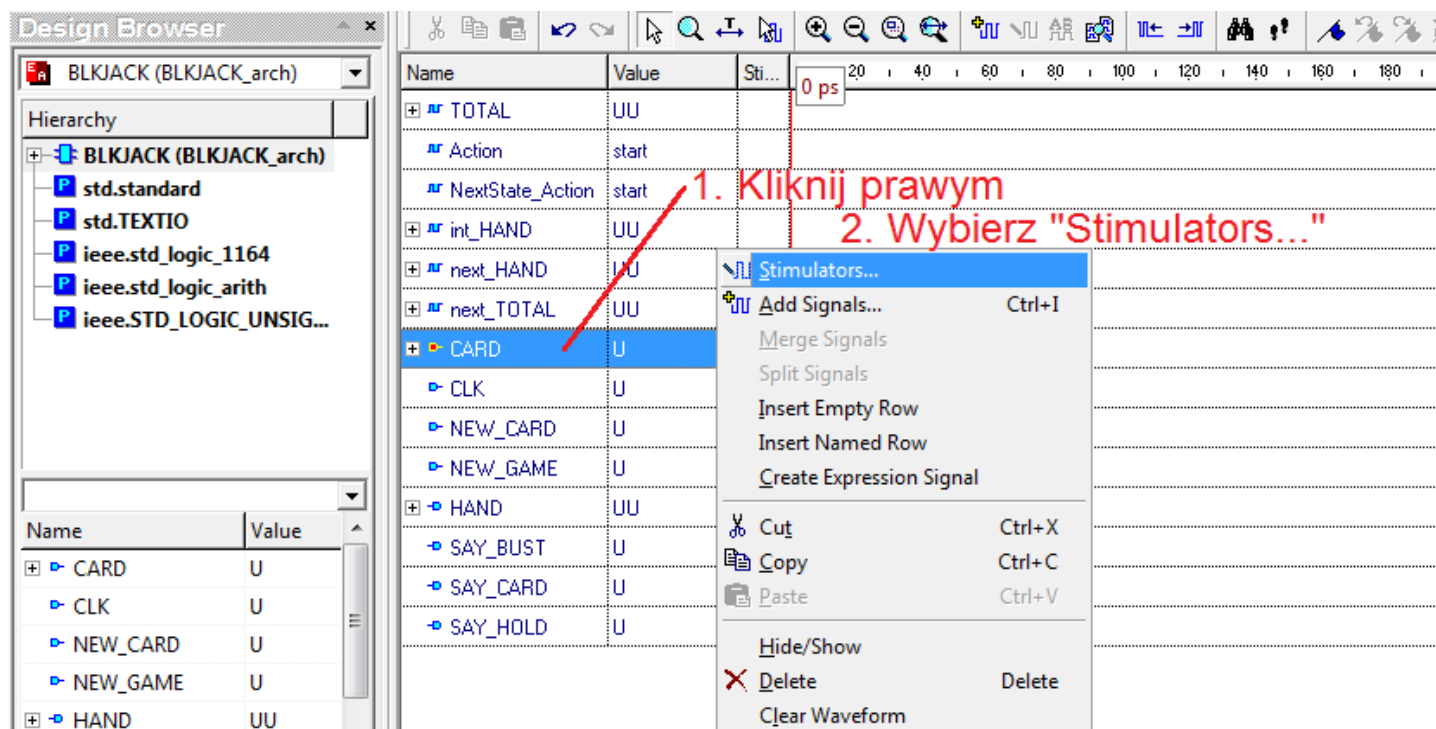 Design Browser
BLKJACK (BLKJACK_arch)
Hierarchy
BLKJACK (BLKJACK_arch)
std.standard
std.TEXTIO
ieee.std_logic_1164
ieee.std_logic_arith
ieee.STD_LOGIC_UNSIG...
Name Value
CARD U
CLK U
NEW_CARD U
NEW_GAME U
HAND UU
Name Value Sti... 20 40 60 80 100 120 140 160 180
0 ps
TOTAL UU
Action start
NextState_Action start
1. Kliknij prawym
int_HAND UU
2. Wybierz "Stimulators..."
next_HAND UU
next_TOTAL UU
CARD U
CLK U
NEW_CARD U
NEW_GAME U
HAND UU
SAY_BUST U
SAY_CARD U
SAY_HOLD U
Stimulators...
Add Signals... Ctrl+I
Merge Signals
Split Signals
Insert Empty Row
Insert Named Row
Create Expression Signal
Cut Ctrl+X
Copy Ctrl+C
Paste Ctrl+V
Hide/Show
Delete Delete
Clear Waveform